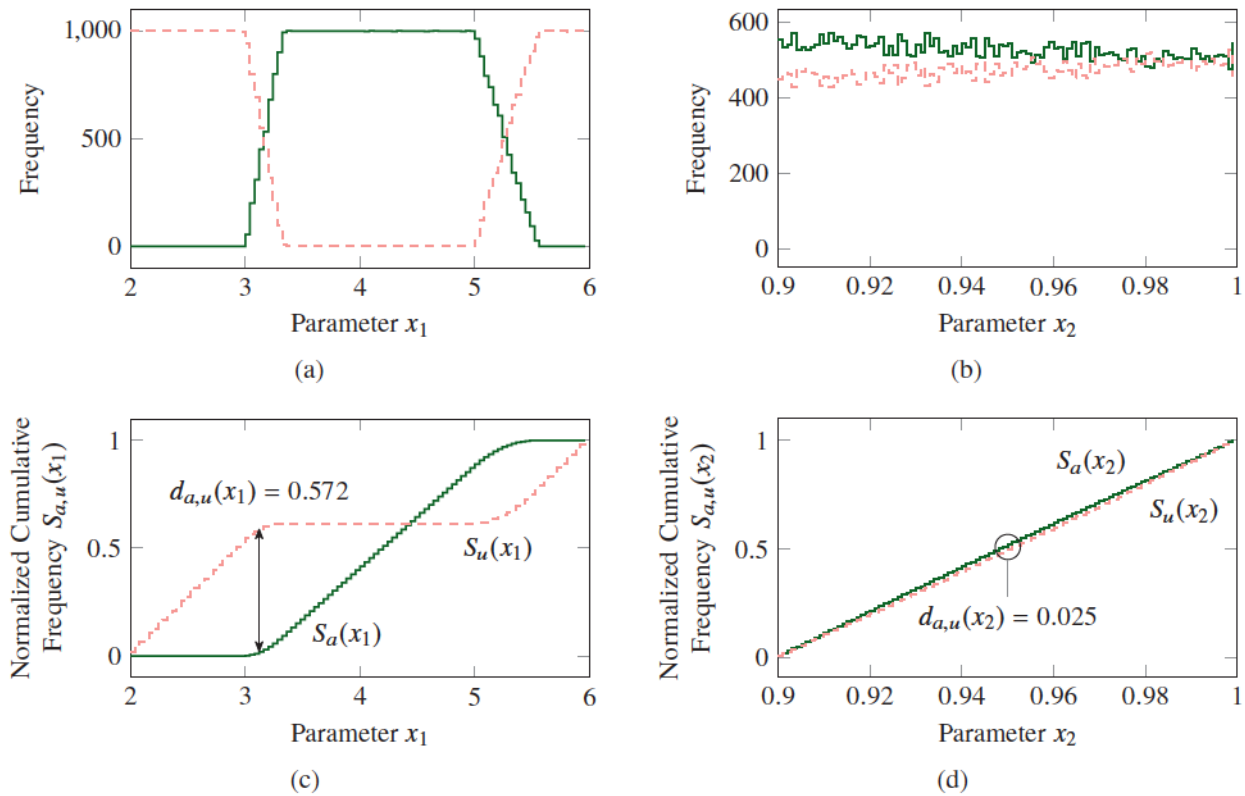 1,000
500
0
Frequency
2 3 4 5 6
Parameter x₁
(a)
600
400
200
0
Frequency
0.9 0.92 0.94 0.96 0.98 1
Parameter x₂
(b)
1
0.5
0
Normalized Cumulative
Frequency Sₐ,ᵤ(x₁)
dₐ,ᵤ(x₁) = 0.572
Sᵤ(x₁)
Sₐ(x₁)
2 3 4 5 6
Parameter x₁
(c)
1
0.5
0
Normalized Cumulative
Frequency Sₐ,ᵤ(x₂)
Sₐ(x₂)
Sᵤ(x₂)
dₐ,ᵤ(x₂) = 0.025
0.9 0.92 0.94 0.96 0.98 1
Parameter x₂
(d)